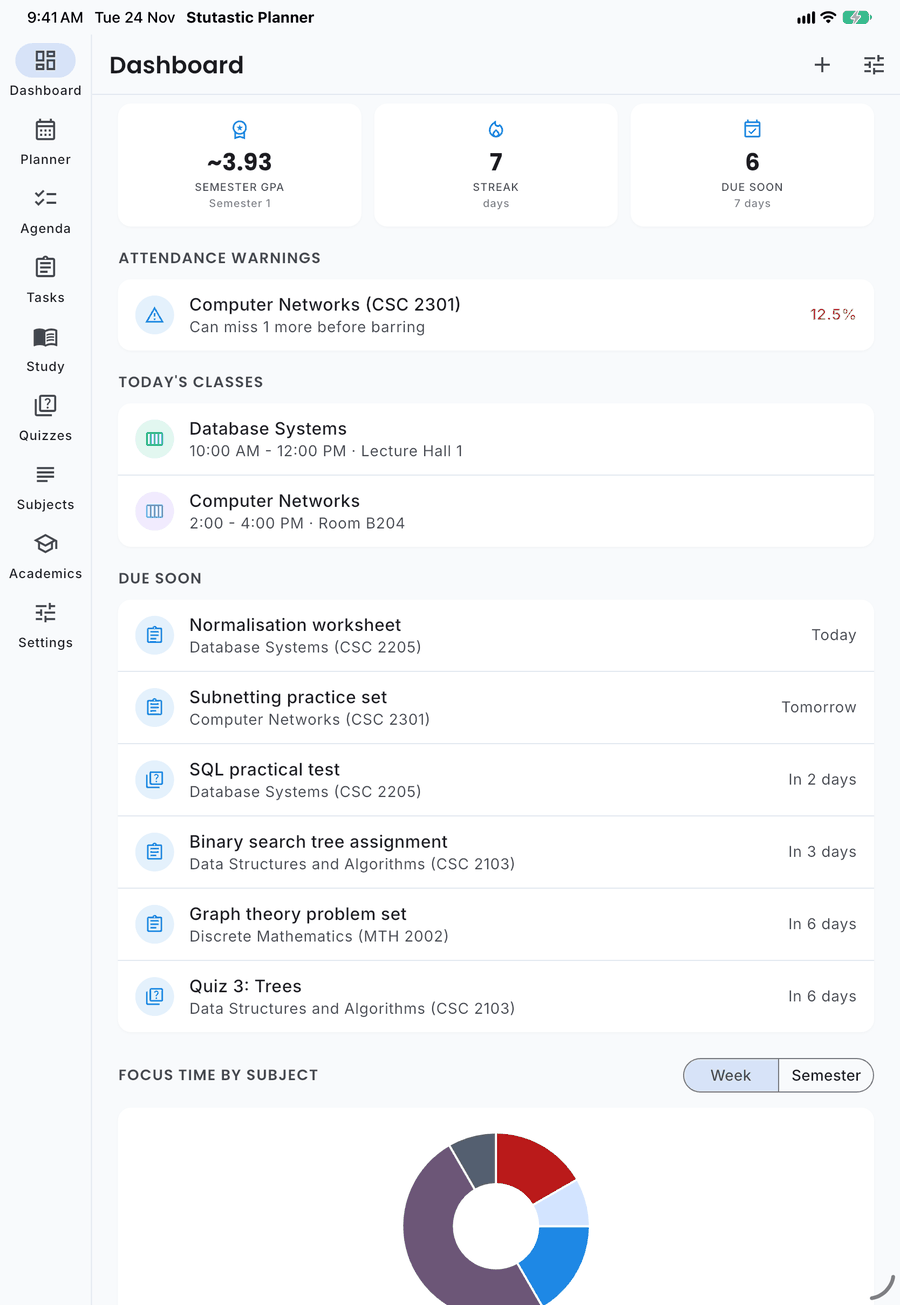 9:41 AM Tue 24 Nov Stutastic Planner
Dashboard
Planner
Agenda
Tasks
Study
Quizzes
Subjects
Academics
Settings
Dashboard
~3.93
SEMESTER GPA
Semester 1
7
STREAK
days
6
DUE SOON
7 days
ATTENDANCE WARNINGS
Computer Networks (CSC 2301)
Can miss 1 more before barring
12.5%
TODAY'S CLASSES
Database Systems
10:00 AM - 12:00 PM · Lecture Hall 1
Computer Networks
2:00 - 4:00 PM · Room B204
DUE SOON
Normalisation worksheet
Database Systems (CSC 2205)
Today
Subnetting practice set
Computer Networks (CSC 2301)
Tomorrow
SQL practical test
Database Systems (CSC 2205)
In 2 days
Binary search tree assignment
Data Structures and Algorithms (CSC 2103)
In 3 days
Graph theory problem set
Discrete Mathematics (MTH 2002)
In 6 days
Quiz 3: Trees
Data Structures and Algorithms (CSC 2103)
In 6 days
FOCUS TIME BY SUBJECT
Week
Semester